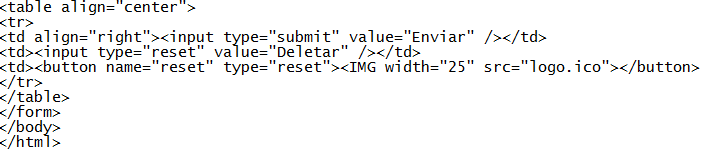 <table align="center">
<tr>
<td align="right"><input type="submit" value="Enviar" /></td>
<td><input type="reset" value="Deletar" /></td>
<td><button name="reset" type="reset"><IMG width="25" src="logo.ico"></button>
</tr>
</table>
</form>
</body>
</html>